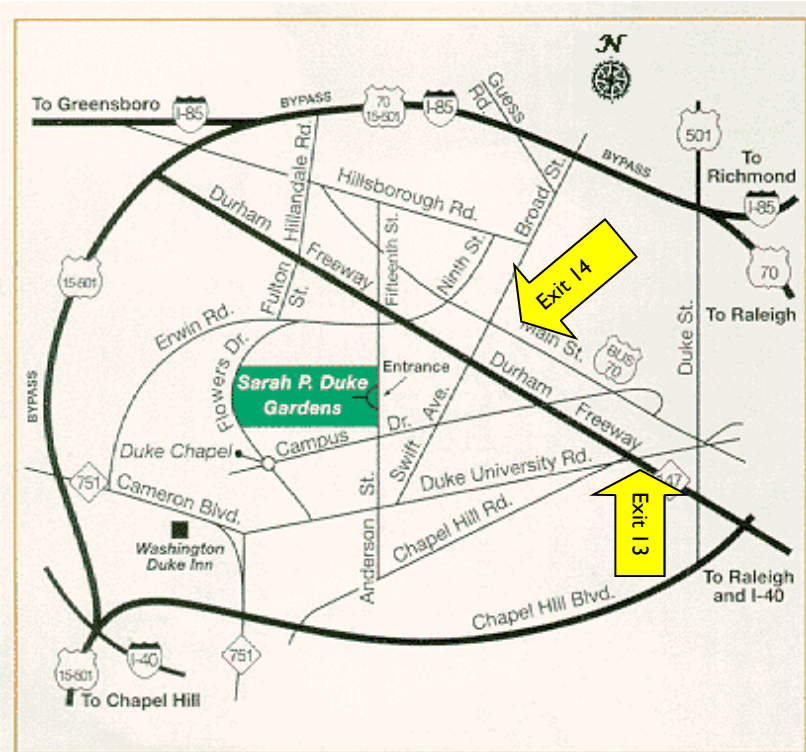 N
To Greensboro
I-85
BYPASS
70
15-501
I-85
Guess
Rd.
Broad St.
BYPASS
501
To
Richmond
I-85
70
To Raleigh
Hillandale Rd.
Hillsborough Rd.
Durham
Freeway
Fifteenth St.
Ninth St.
Exit 14
15-501
Fulton
St.
Erwin Rd.
Flowers Dr.
Main St.
BUS
70
Duke St.
Sarah P. Duke
Gardens
Entrance
Durham
Freeway
BYPASS
Duke Chapel
Campus
Dr.
Swift
Ave.
Duke University Rd.
751
Cameron Blvd.
147
Exit 13
Washington
Duke Inn
Anderson
St.
Chapel Hill Rd.
To Raleigh
and I-40
Chapel Hill Blvd.
751
I-40
15-501
To Chapel Hill